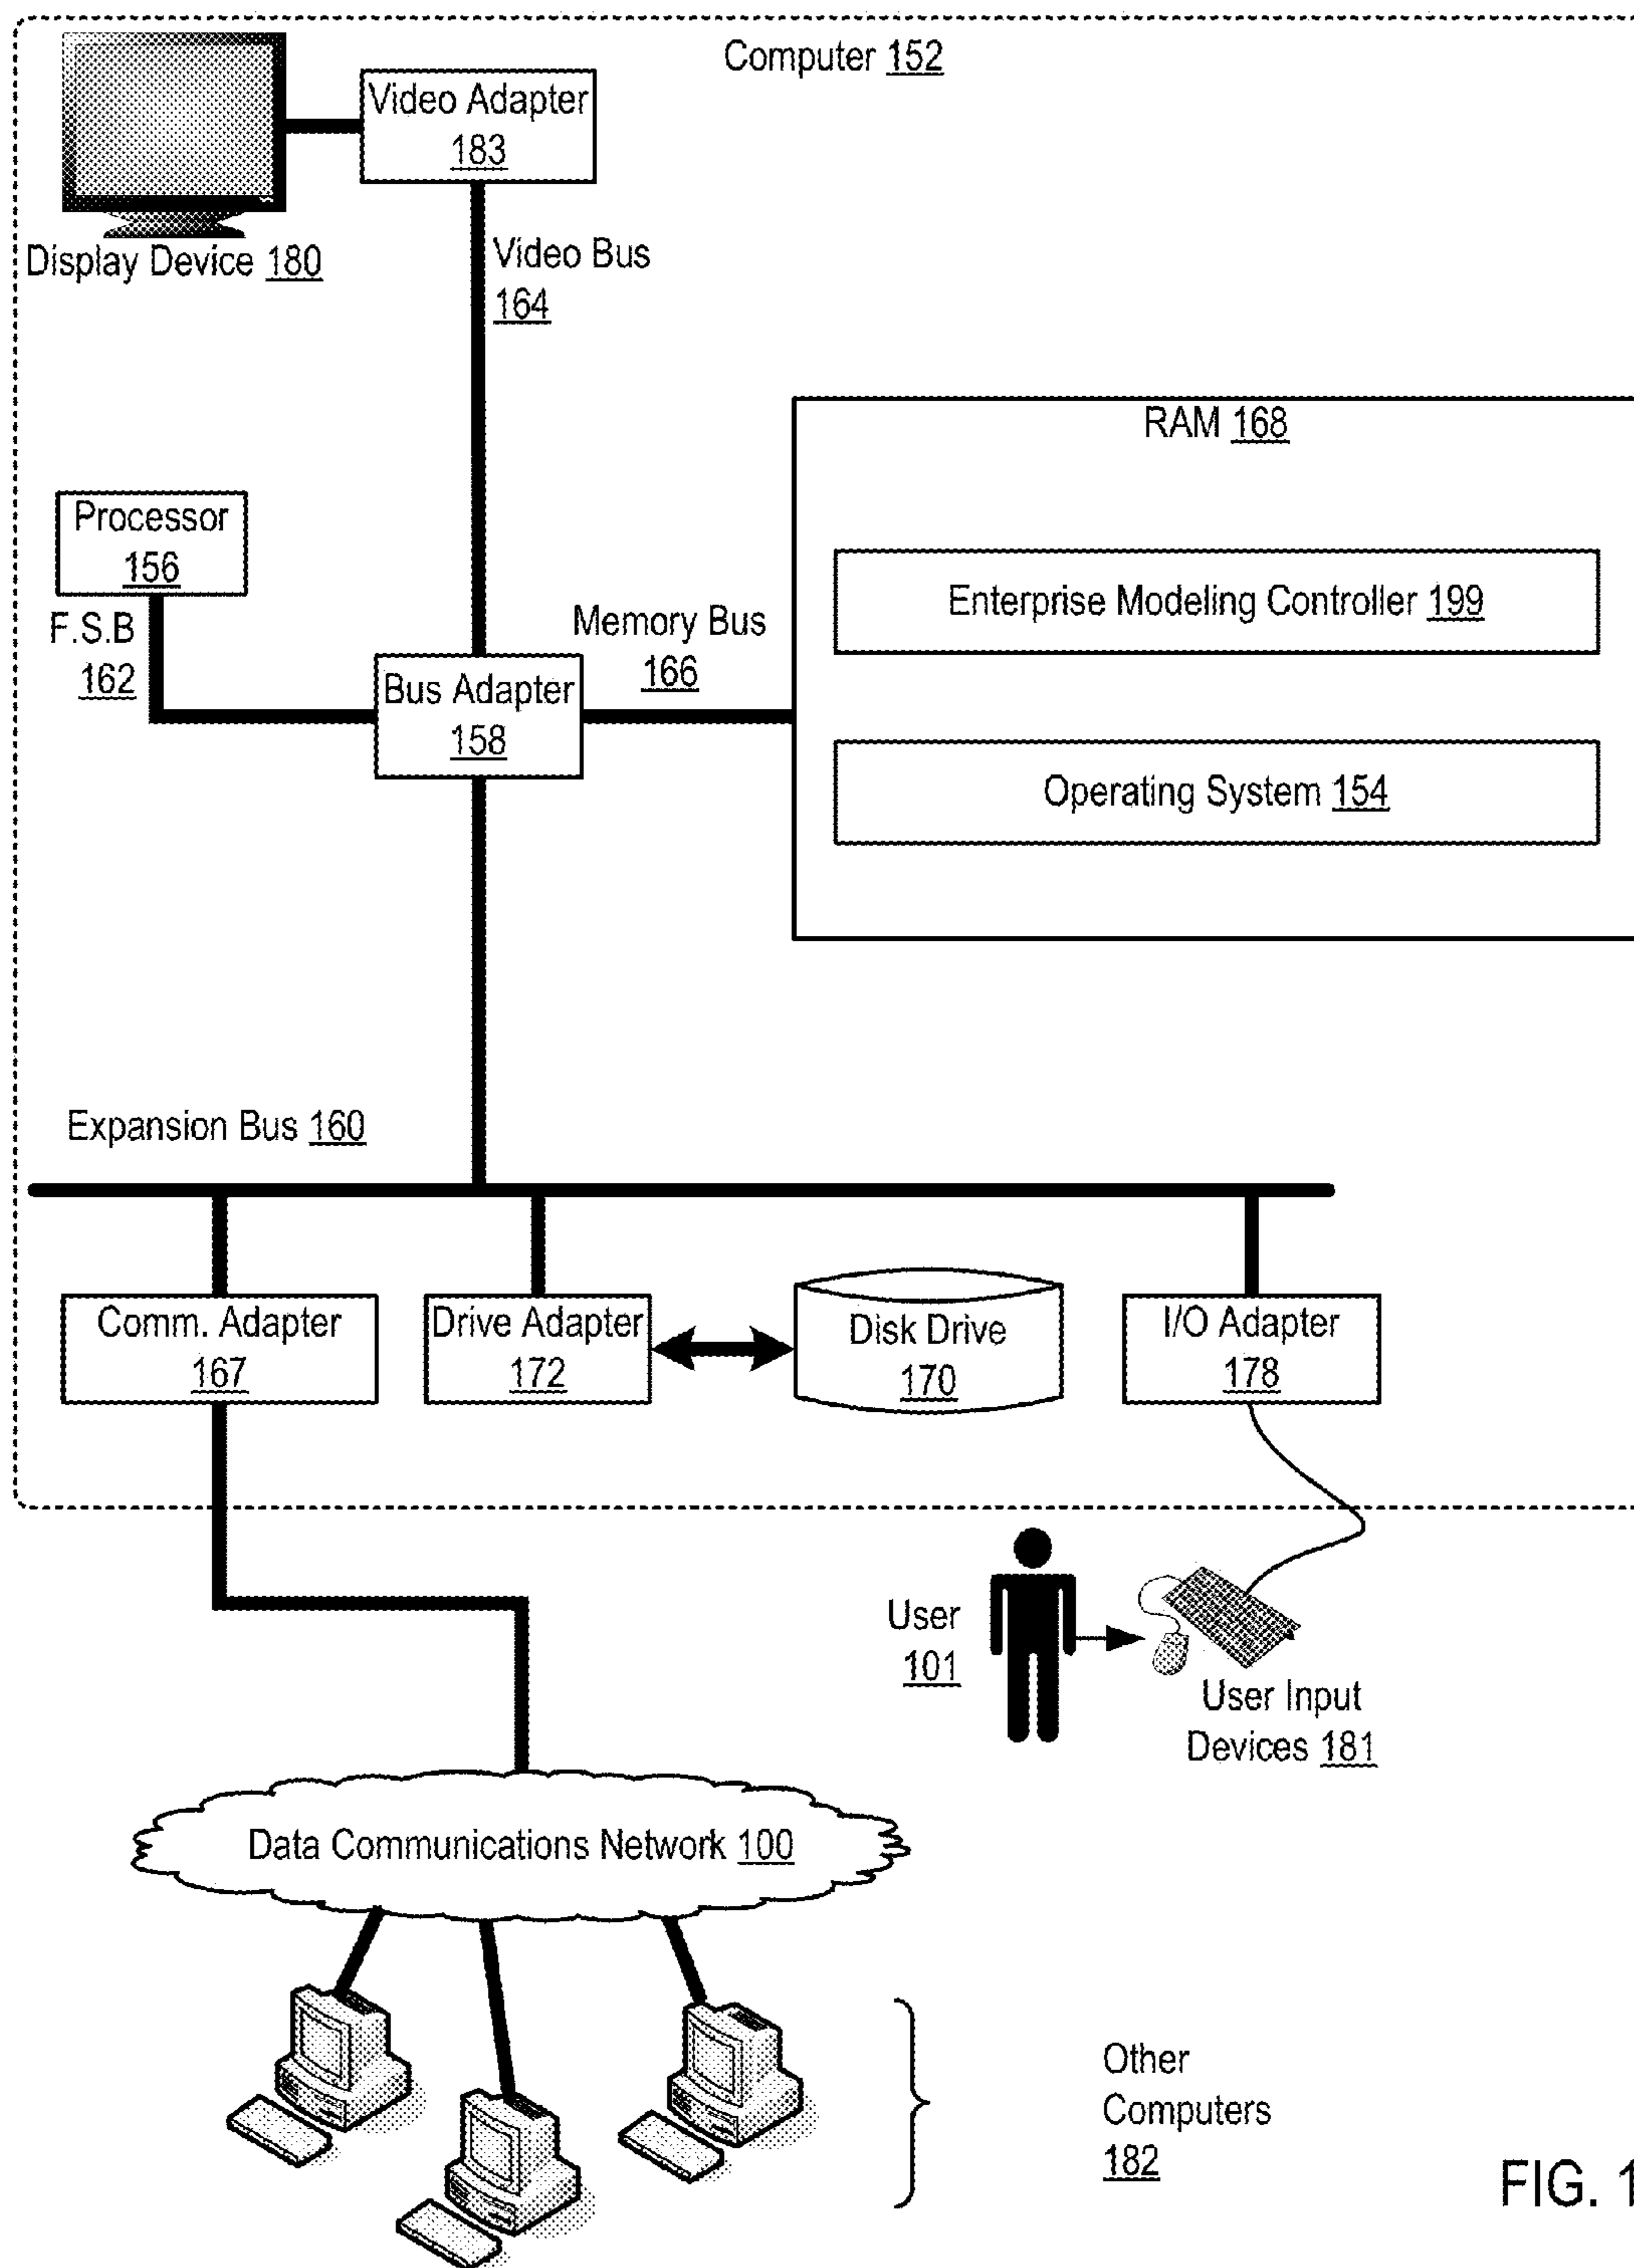 Computer 152
Video Adapter
183
Display Device 180
Video Bus
164
RAM 168
Processor
156
Enterprise Modeling Controller 199
F.S.B
162
Memory Bus
166
Bus Adapter
158
Operating System 154
Expansion Bus 160
Comm. Adapter
167
Drive Adapter
172
Disk Drive
170
I/O Adapter
178
User
101
User Input
Devices 181
Data Communications Network 100
Other
Computers
182
FIG. 1